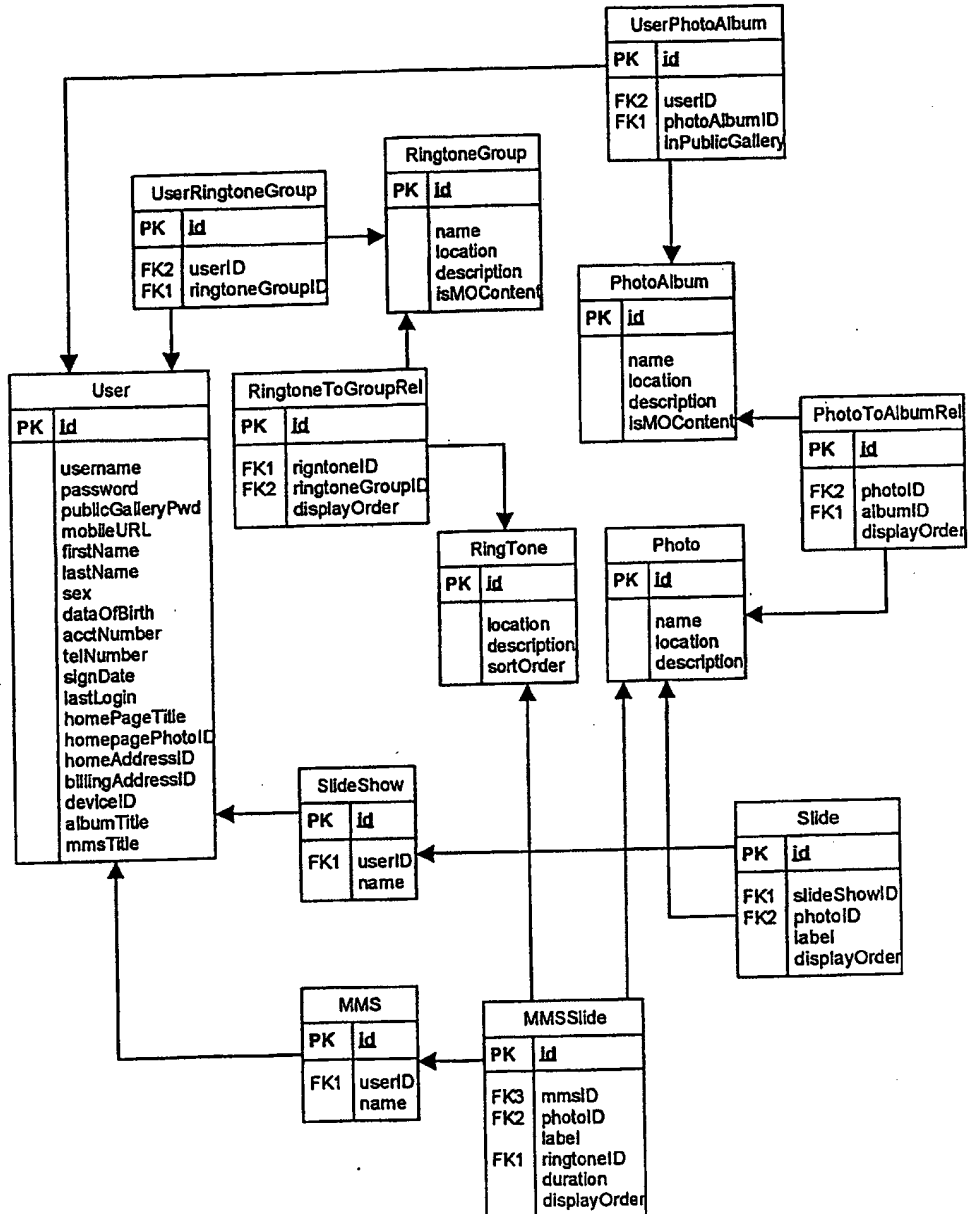 UserPhotoAlbum
PK id
FK2 userID
FK1 photoAlbumID
inPublicGallery
RingtoneGroup
PK id
name
location
description
isMOContent
UserRingtoneGroup
PK id
FK2 userID
FK1 ringtoneGroupID
PhotoAlbum
PK id
name
location
description
isMOContent
User
PK id
username
password
publicGalleryPwd
mobileURL
firstName
lastName
sex
dataOfBirth
acctNumber
telNumber
signDate
lastLogin
homePageTitle
homepagePhotoID
homeAddressID
billingAddressID
deviceID
albumTitle
mmsTitle
RingtoneToGroupRel
PK id
FK1 rigntoneID
FK2 ringtoneGroupID
displayOrder
PhotoToAlbumRel
PK id
FK2 photoID
FK1 albumID
displayOrder
RingTone
PK id
location
description
sortOrder
Photo
PK id
name
location
description
SlideShow
PK id
FK1 userID
name
Slide
PK id
FK1 slideShowID
FK2 photoID
label
displayOrder
MMS
PK id
FK1 userID
name
MMSSlide
PK id
FK3 mmsID
FK2 photoID
label
FK1 ringtoneID
duration
displayOrder